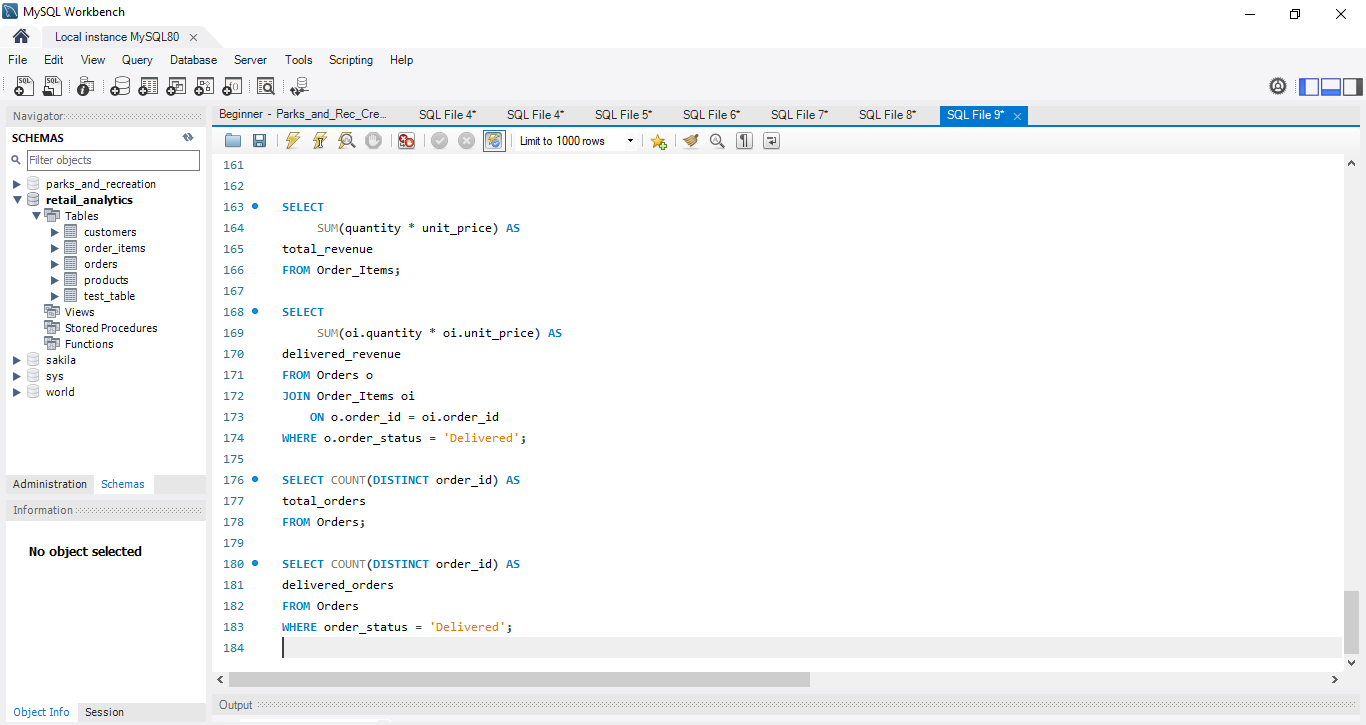 MySQL Workbench
Local instance MySQL80
File Edit View Query Database Server Tools Scripting Help
Navigator
SCHEMAS
Filter objects
parks_and_recreation
retail_analytics
Tables
customers
order_items
orders
products
test_table
Views
Stored Procedures
Functions
sakila
sys
world
Administration Schemas
Information
No object selected
Object Info Session
Beginner - Parks_and_Rec_Cre... SQL File 4* SQL File 4* SQL File 5* SQL File 6* SQL File 7* SQL File 8* SQL File 9*
Limit to 1000 rows
161
162
163 SELECT
164 SUM(quantity * unit_price) AS
165 total_revenue
166 FROM Order_Items;
167
168 SELECT
169 SUM(oi.quantity * oi.unit_price) AS
170 delivered_revenue
171 FROM Orders o
172 JOIN Order_Items oi
173 ON o.order_id = oi.order_id
174 WHERE o.order_status = 'Delivered';
175
176 SELECT COUNT(DISTINCT order_id) AS
177 total_orders
178 FROM Orders;
179
180 SELECT COUNT(DISTINCT order_id) AS
181 delivered_orders
182 FROM Orders
183 WHERE order_status = 'Delivered';
184
Output